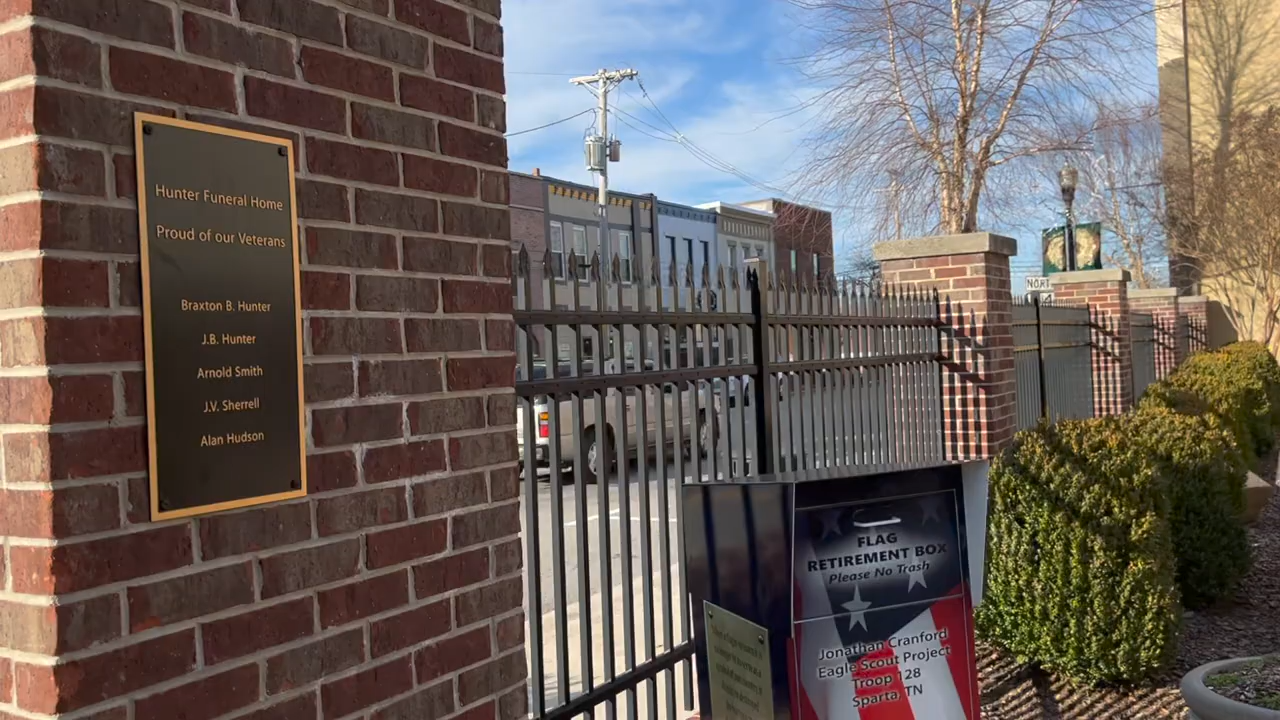 Hunter Funeral Home
Proud of our Veterans
Braxton B. Hunter
J.B. Hunter
Arnold Smith
J.V. Sherrell
Alan Hudson
NORT
FLAG
RETIREMENT BOX
Please No Trash
Jonathan Cranford
Eagle Scout Project
Troop 128
Sparta, TN